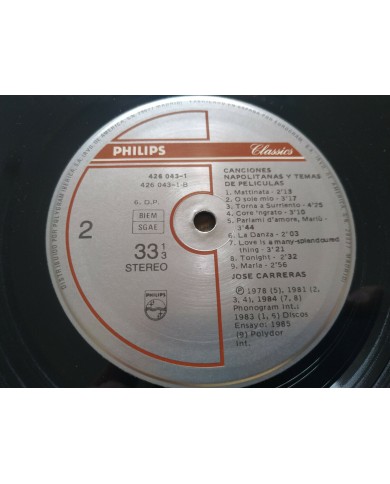 PHILIPS
Classics
426 043-1
426 043-1-B
6. D.P.
BIEM
SGAE
2
33 1/3
STEREO
PHILIPS
CANCIONES
NAPOLITANAS Y TEMAS
DE PELICULAS
1. Mattinata - 2'13
2. O sole mio - 3'17
3. Torna a Surriento - 4'25
4. Core 'ngrato - 3'10
5. Parlami d'amore, Mariù -
3'44
6. La Danza - 2'03
7. Love is a many-splendoured
thing - 3'21
8. Tonight - 2'32
9. Maria - 2'56
JOSE CARRERAS
Ⓟ 1978 (5), 1981 (2,
3, 4), 1984 (7, 8)
Phonogram Int.;
1983 (1, 6) Discos
Ensayo; 1985
(9) Polydor
Int.